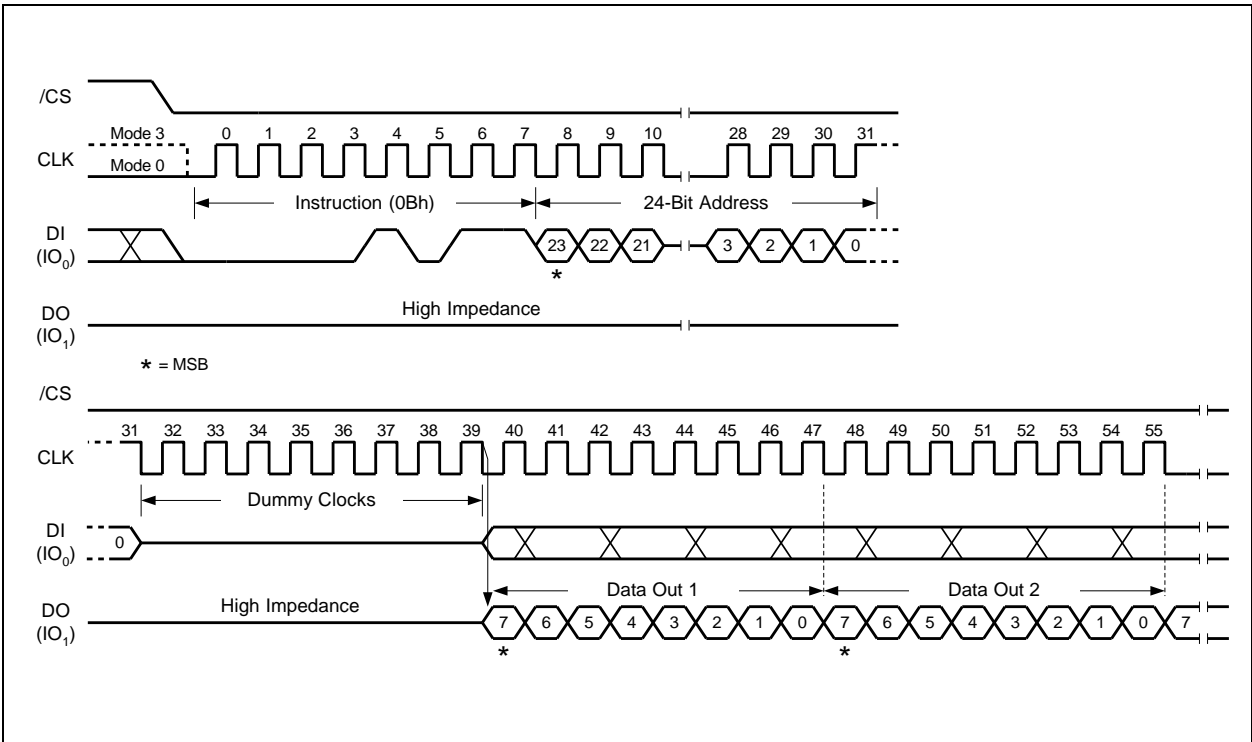 /CS
Mode 3 0 1 2 3 4 5 6 7 8 9 10 28 29 30 31
CLK
Mode 0
Instruction (0Bh) 24-Bit Address
DI
(IO0) 23 22 21 3 2 1 0
*
High Impedance
DO
(IO1)
* = MSB
/CS
31 32 33 34 35 36 37 38 39 40 41 42 43 44 45 46 47 48 49 50 51 52 53 54 55
CLK
Dummy Clocks
DI
(IO0) 0
Data Out 1 Data Out 2
High Impedance
DO
(IO1) 7 6 5 4 3 2 1 0 7 6 5 4 3 2 1 0 7
* *